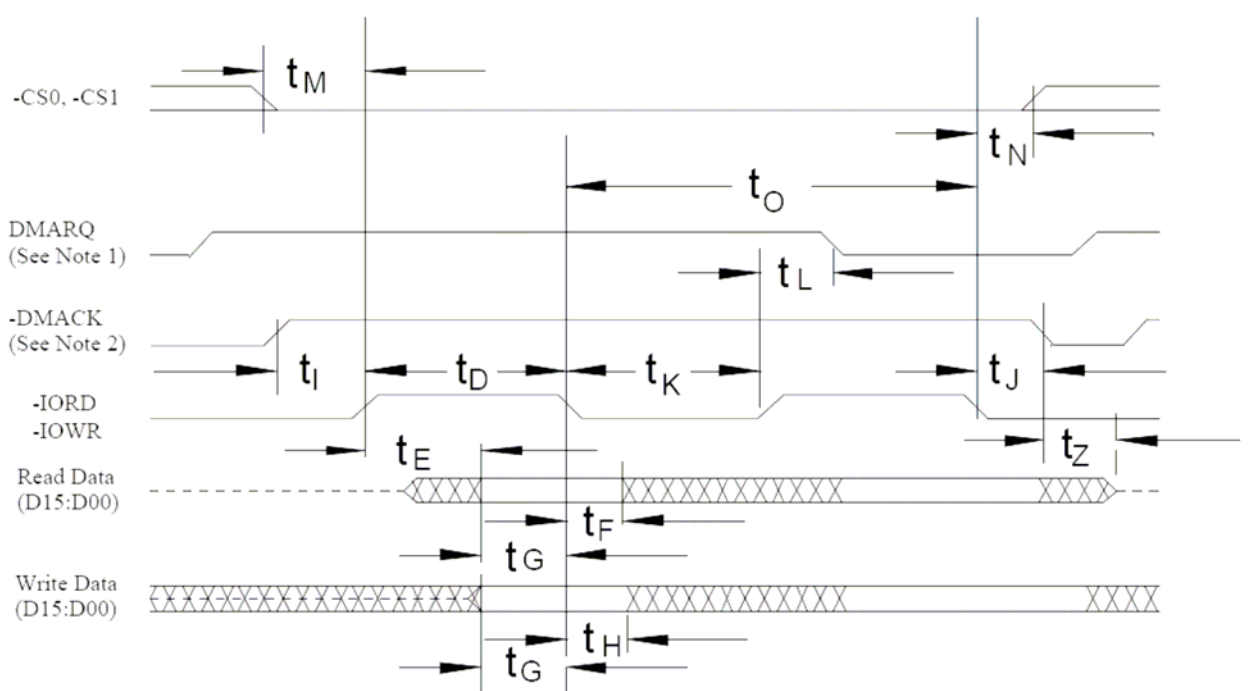 tM
-CS0, -CS1
tN
tO
DMARQ
(See Note 1)
tL
-DMACK
(See Note 2)
tI
tD
tK
tJ
-IORD
-IOWR
tE
tZ
Read Data
(D15:D00)
tF
tG
Write Data
(D15:D00)
tH
tG